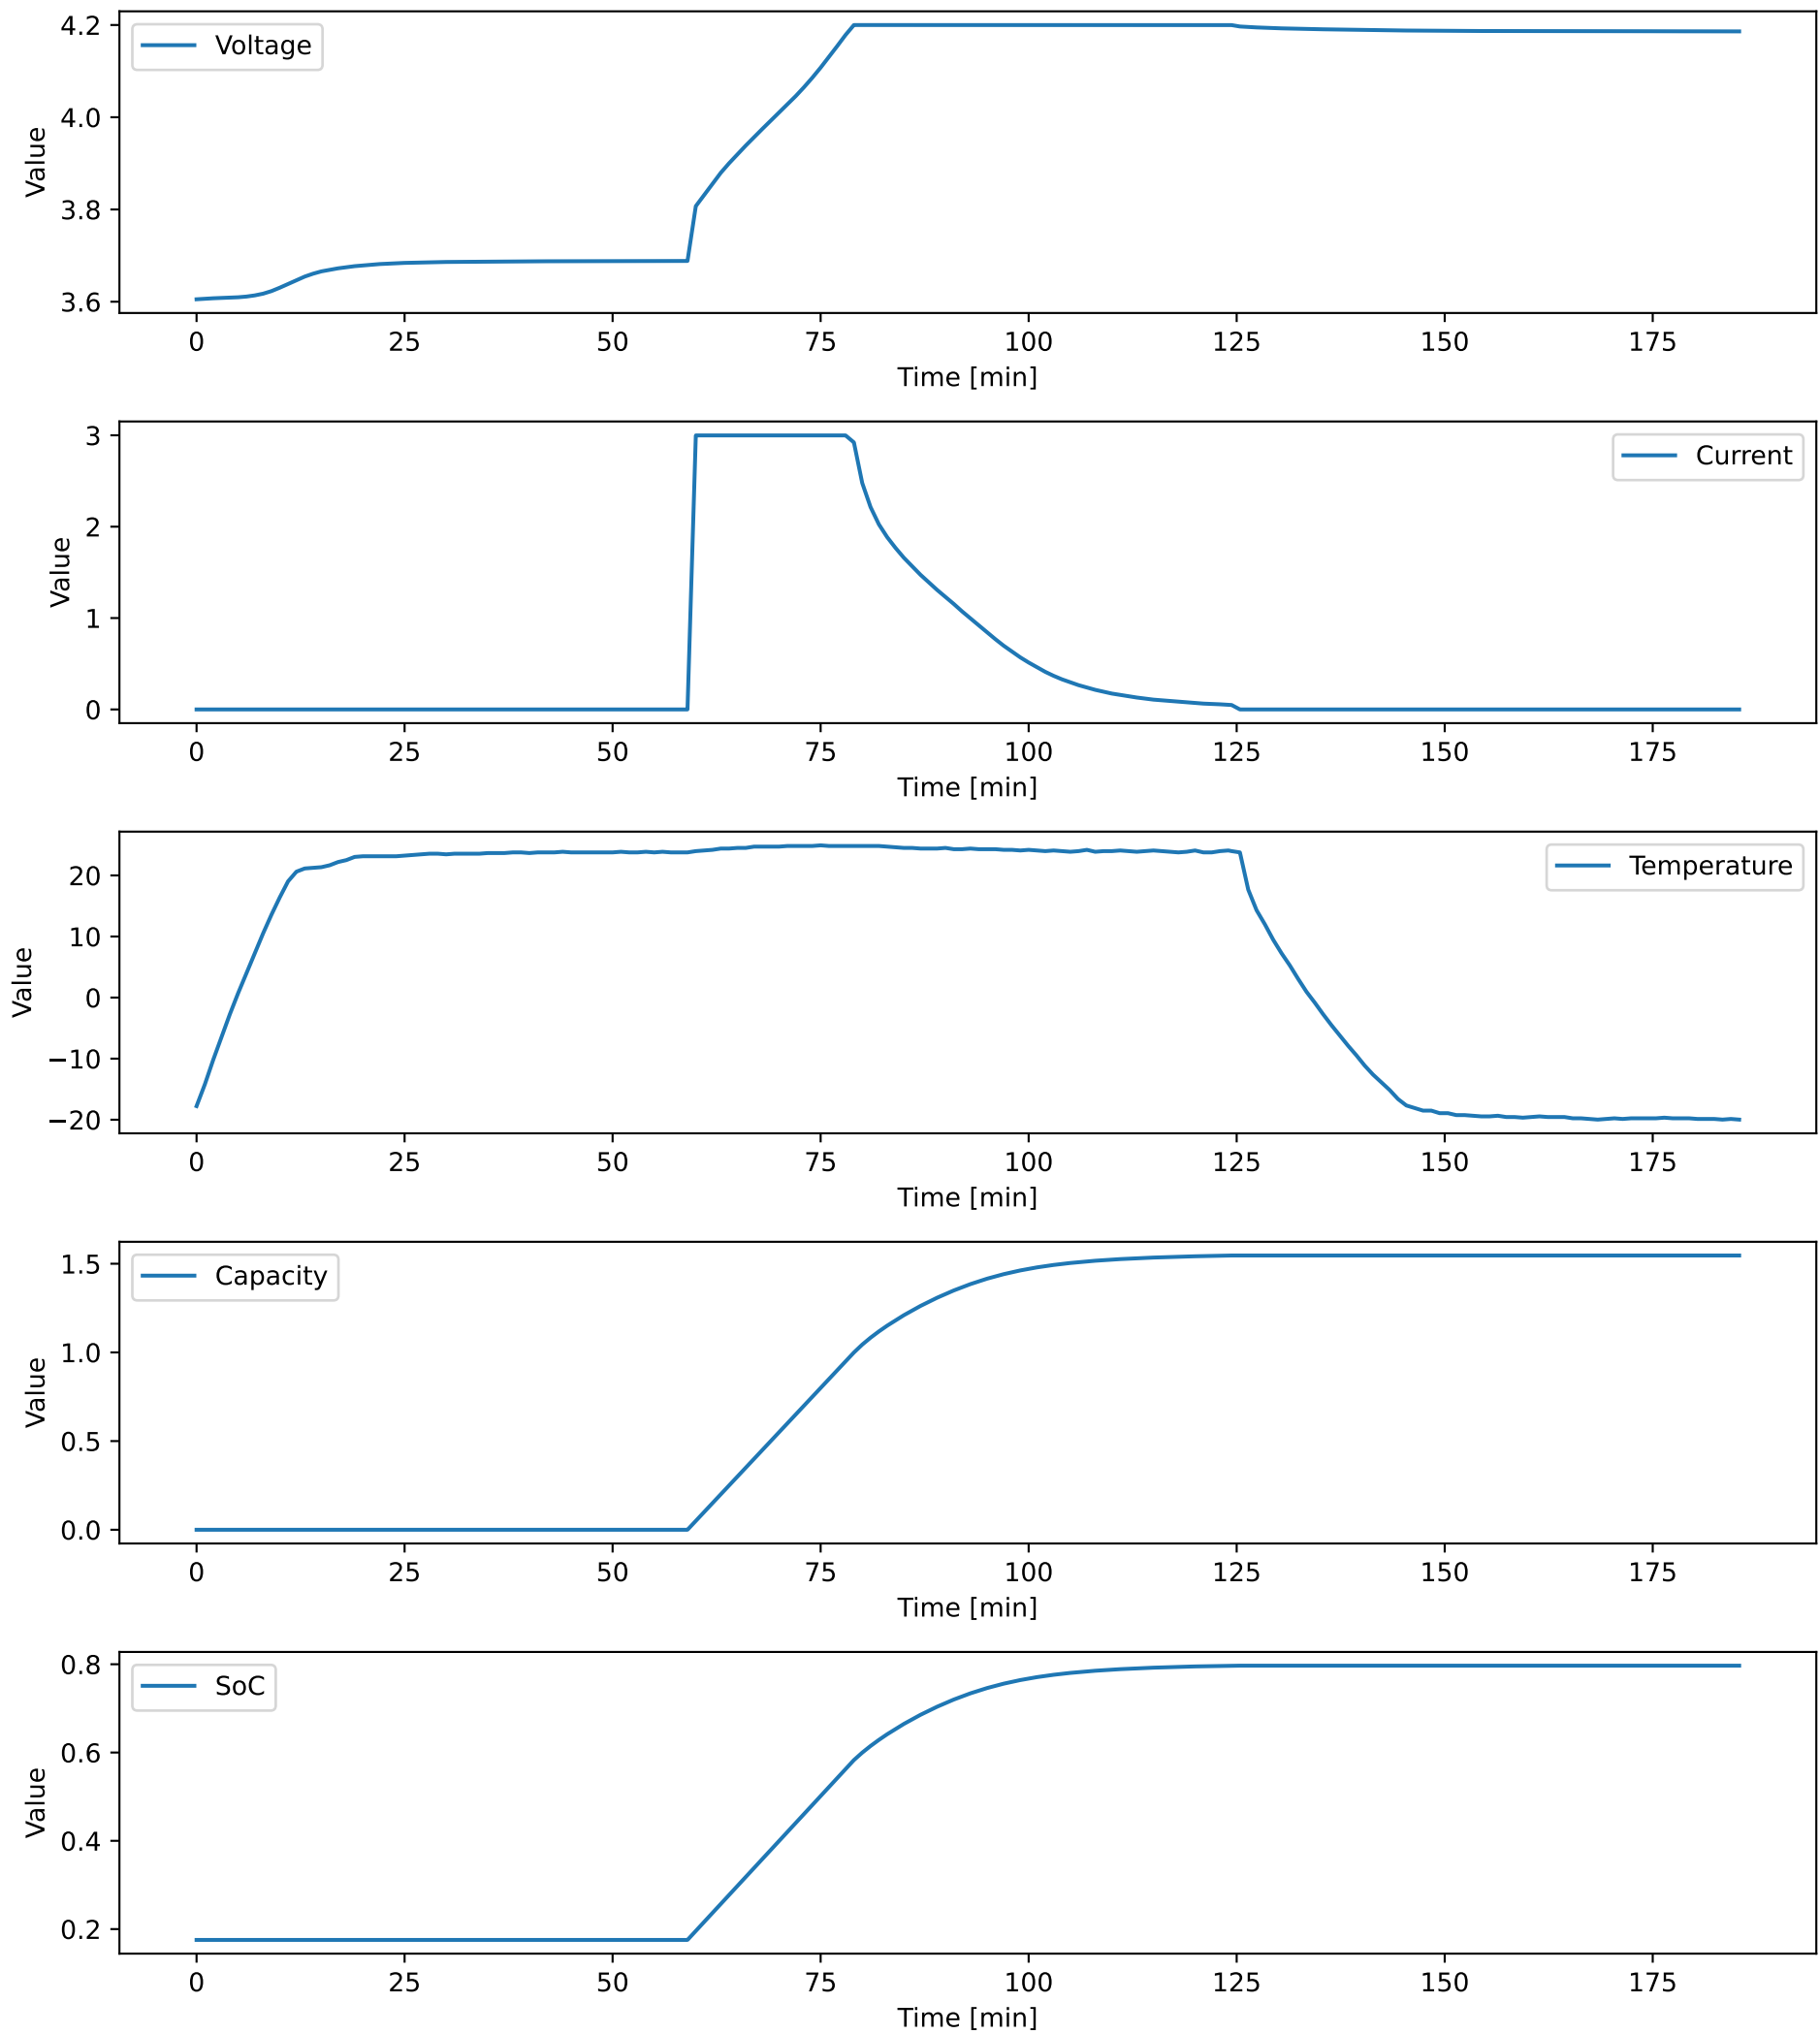 4.2
4.0
3.8
3.6
Value
Voltage
0 25 50 75 100 125 150 175
Time [min]
3
2
1
0
Value
Current
0 25 50 75 100 125 150 175
Time [min]
20
10
0
−10
−20
Value
Temperature
0 25 50 75 100 125 150 175
Time [min]
1.5
1.0
0.5
0.0
Value
Capacity
0 25 50 75 100 125 150 175
Time [min]
0.8
0.6
0.4
0.2
Value
SoC
0 25 50 75 100 125 150 175
Time [min]